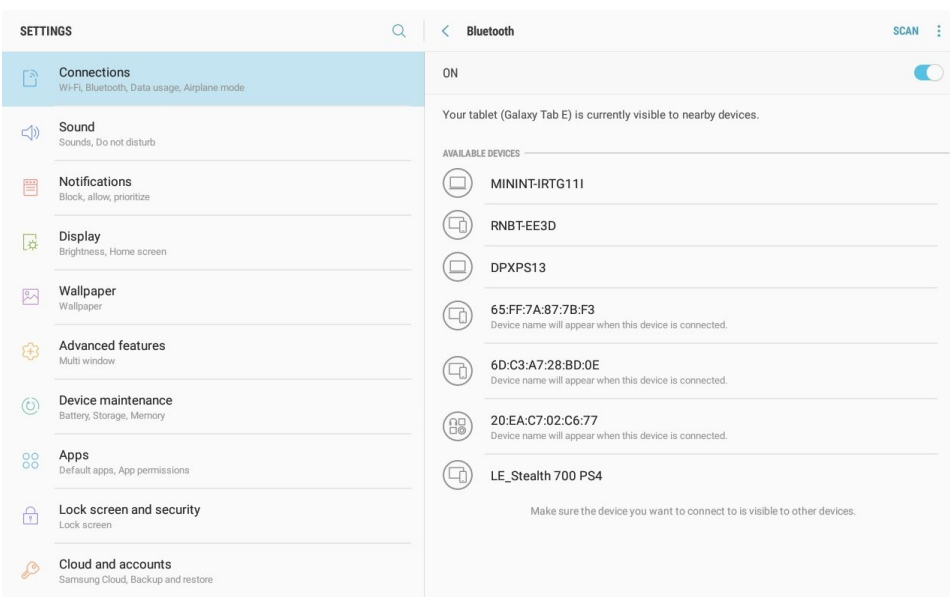 SETTINGS
Connections
Wi-Fi, Bluetooth, Data usage, Airplane mode
Sound
Sounds, Do not disturb
Notifications
Block, allow, prioritize
Display
Brightness, Home screen
Wallpaper
Wallpaper
Advanced features
Multi window
Device maintenance
Battery, Storage, Memory
Apps
Default apps, App permissions
Lock screen and security
Lock screen
Cloud and accounts
Samsung Cloud, Backup and restore
Bluetooth
SCAN
ON
Your tablet (Galaxy Tab E) is currently visible to nearby devices.
AVAILABLE DEVICES
MININT-IRTG11I
RNBT-EE3D
DPXPS13
65:FF:7A:87:7B:F3
Device name will appear when this device is connected.
6D:C3:A7:28:BD:0E
Device name will appear when this device is connected.
20:EA:C7:02:C6:77
Device name will appear when this device is connected.
LE_Stealth 700 PS4
Make sure the device you want to connect to is visible to other devices.